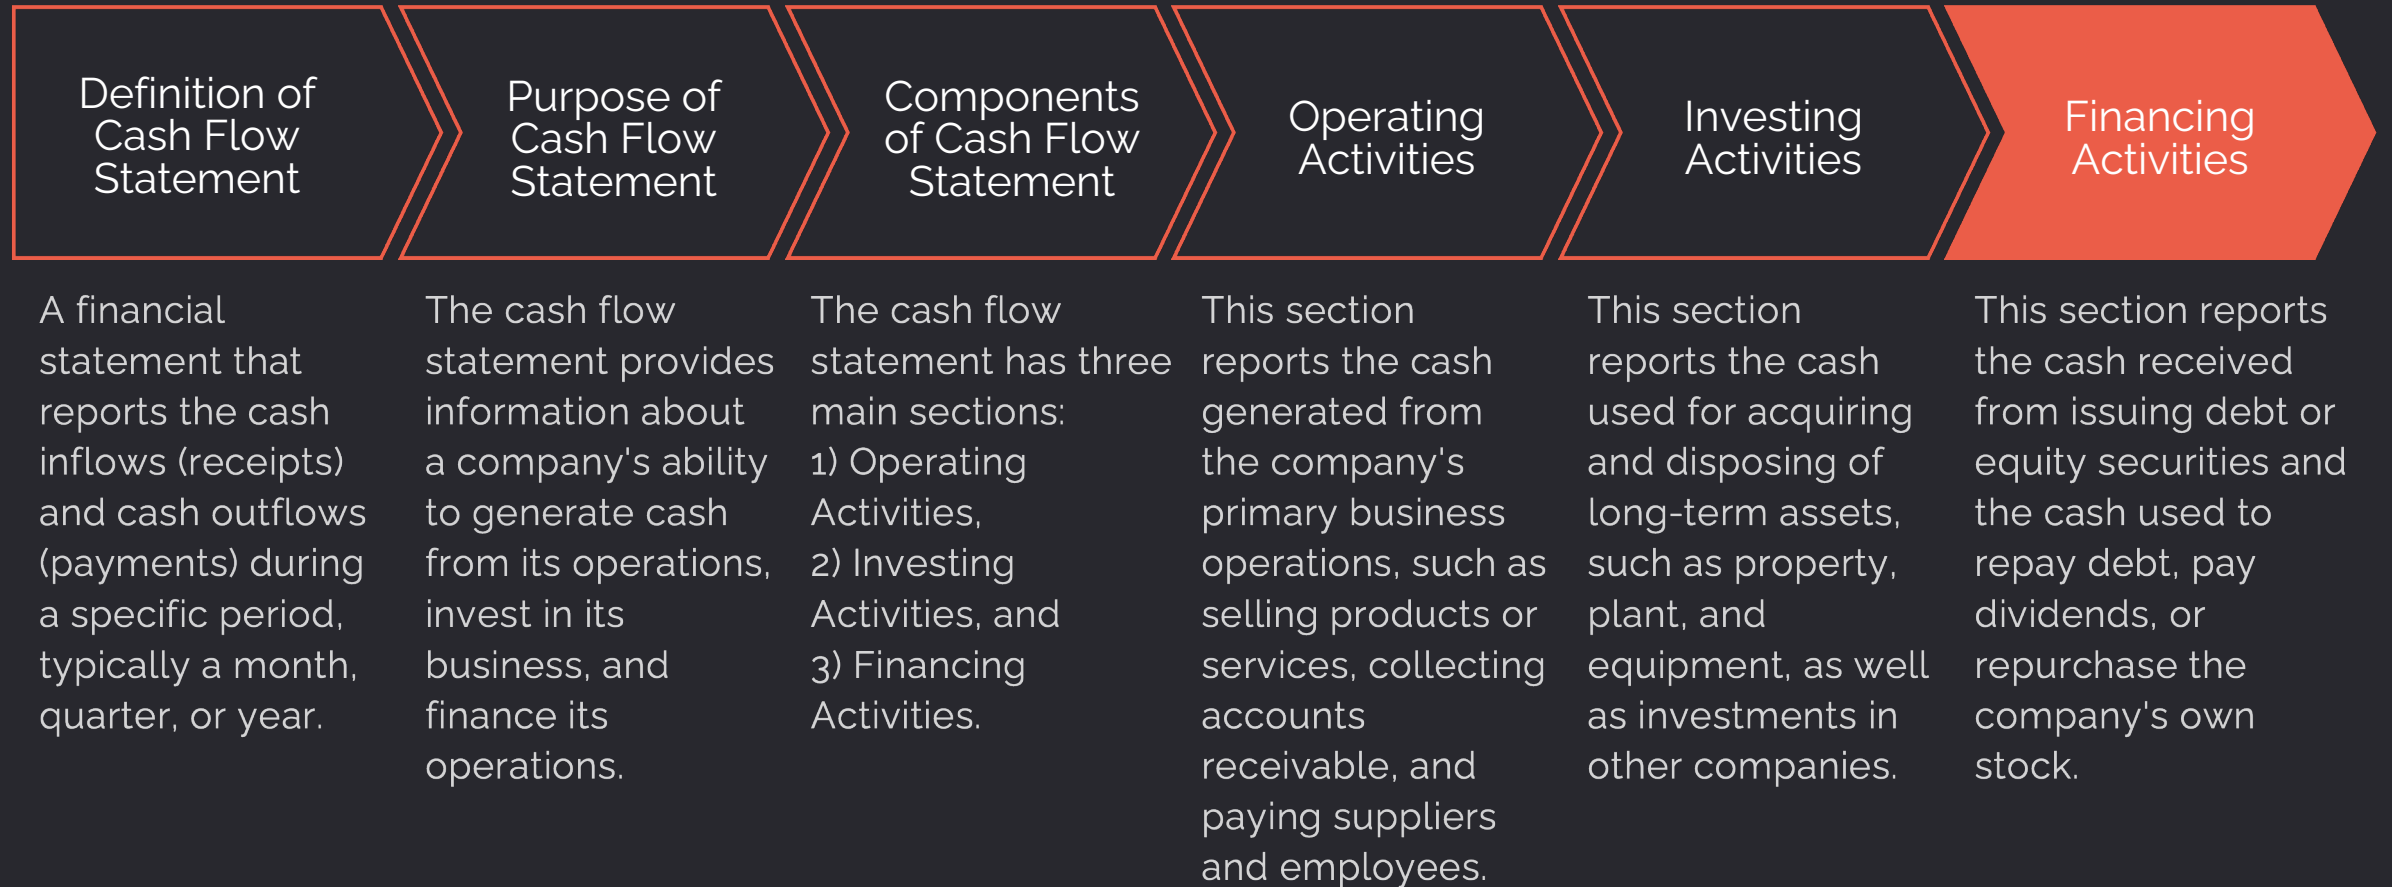 Definition of
Cash Flow
Statement
A financial
statement that
reports the cash
inflows (receipts)
and cash outflows
(payments) during
a specific period,
typically a month,
quarter, or year.
Purpose of
Cash Flow
Statement
The cash flow
statement provides
information about
a company's ability
to generate cash
from its operations,
invest in its
business, and
finance its
operations.
Components
of Cash Flow
Statement
The cash flow
statement has three
main sections:
1) Operating
Activities,
2) Investing
Activities, and
3) Financing
Activities.
Operating
Activities
This section
reports the cash
generated from
the company's
primary business
operations, such as
selling products or
services, collecting
accounts
receivable, and
paying suppliers
and employees.
Investing
Activities
This section
reports the cash
used for acquiring
and disposing of
long-term assets,
such as property,
plant, and
equipment, as well
as investments in
other companies.
Financing
Activities
This section reports
the cash received
from issuing debt or
equity securities and
the cash used to
repay debt, pay
dividends, or
repurchase the
company's own
stock.